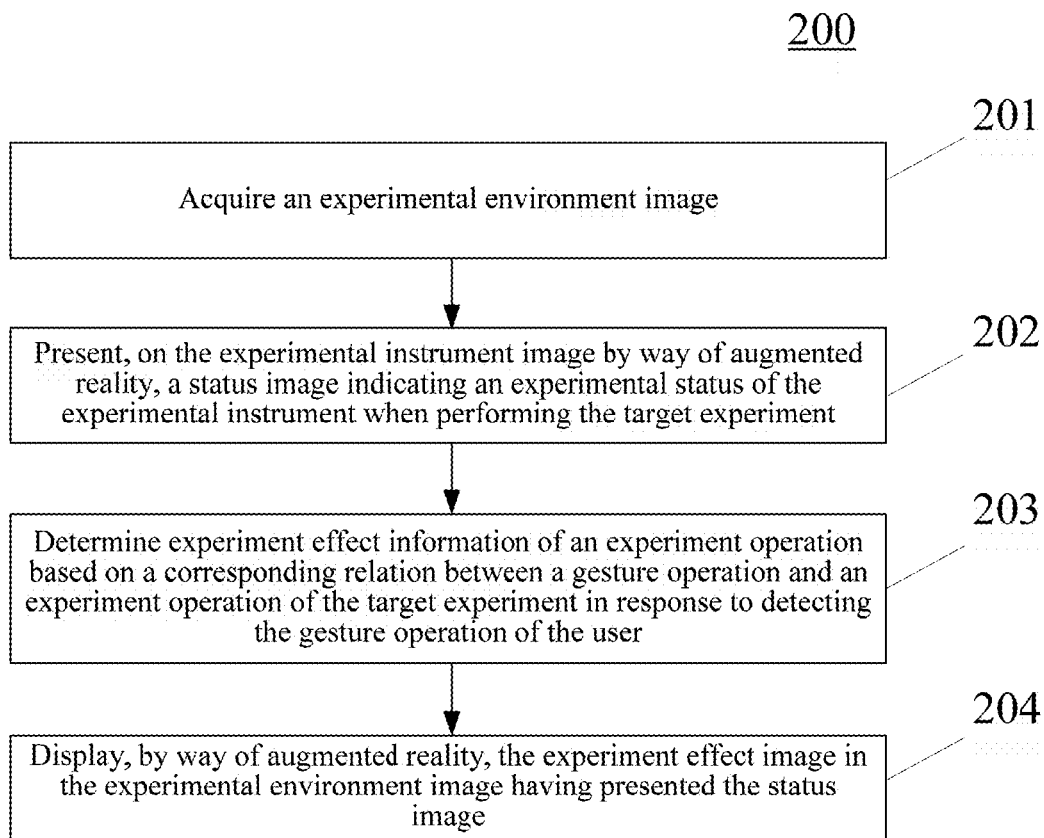 200
201
Acquire an experimental environment image
202
Present, on the experimental instrument image by way of augmented
reality, a status image indicating an experimental status of the
experimental instrument when performing the target experiment
203
Determine experiment effect information of an experiment operation
based on a corresponding relation between a gesture operation and an
experiment operation of the target experiment in response to detecting
the gesture operation of the user
204
Display, by way of augmented reality, the experiment effect image in
the experimental environment image having presented the status
image